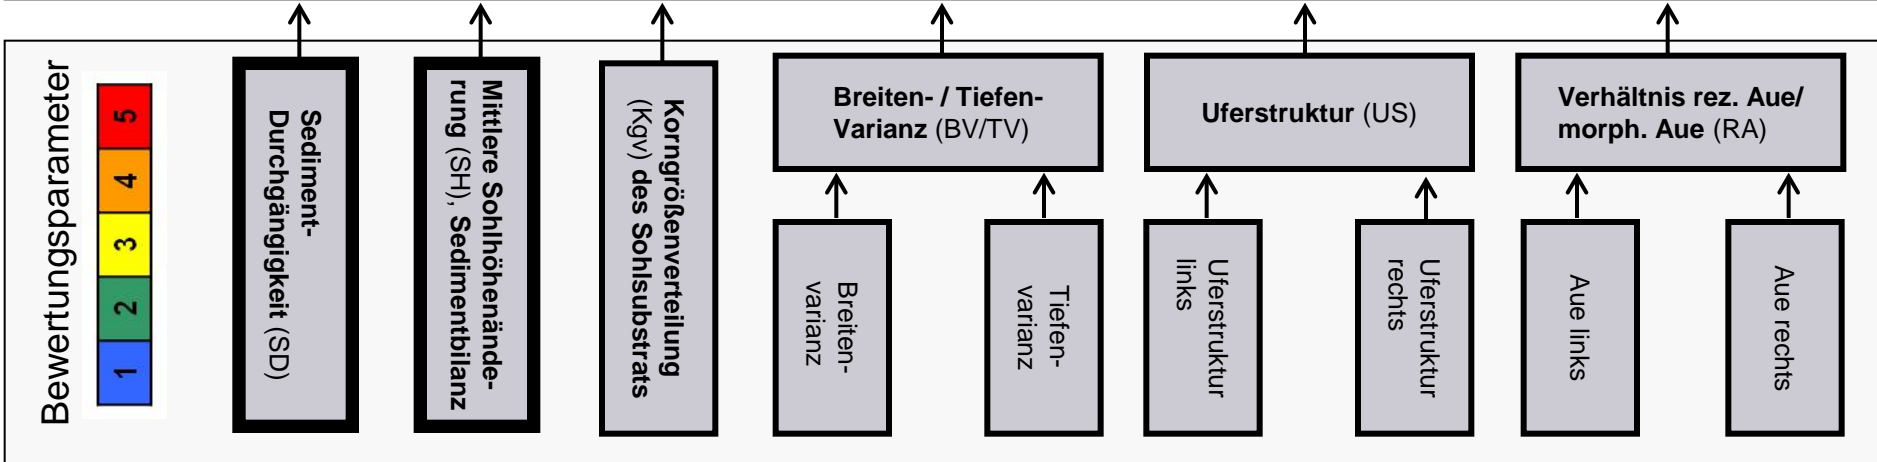 Bewertungsparameter
5
4
3
2
1
Sediment-
Durchgängigkeit (SD)
Mittlere Sohlhöhenände-
rung (SH), Sedimentbilanz
Korngrößenverteilung
(Kgv) des Sohlsubstrats
Breiten- / Tiefen-
Varianz (BV/TV)
Breiten-
varianz
Tiefen-
varianz
Uferstruktur (US)
Uferstruktur
links
Uferstruktur
rechts
Verhältnis rez. Aue/
morph. Aue (RA)
Aue links
Aue rechts